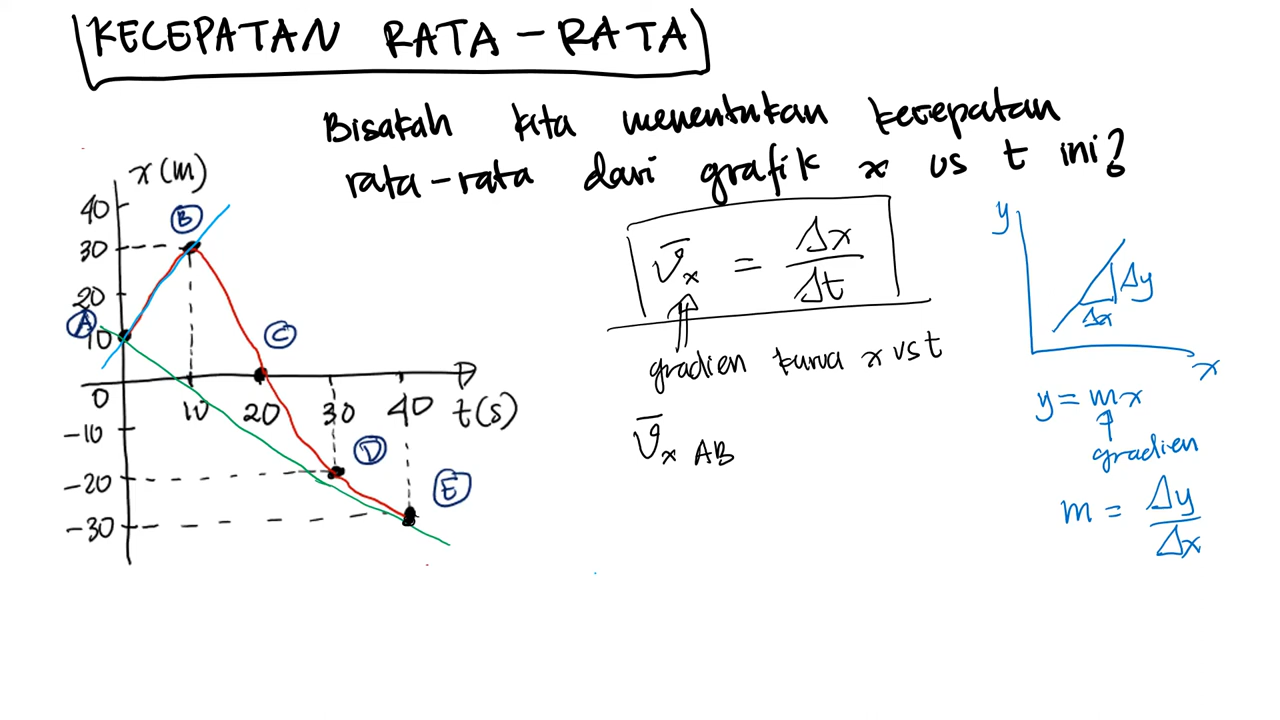 KECEPATAN RATA-RATA
Bisakah kita menentukan kecepatan
rata-rata dari grafik x vs t ini?
x (m)
40
30
20
10
0
-10
-20
-30
10 20 30 40 t(s)
A
B
C
D
E
v̄x = Δx/Δt
gradien kurva x vs t
v̄x AB
y
Δy
Δx
x
y = mx
gradien
m = Δy/Δx